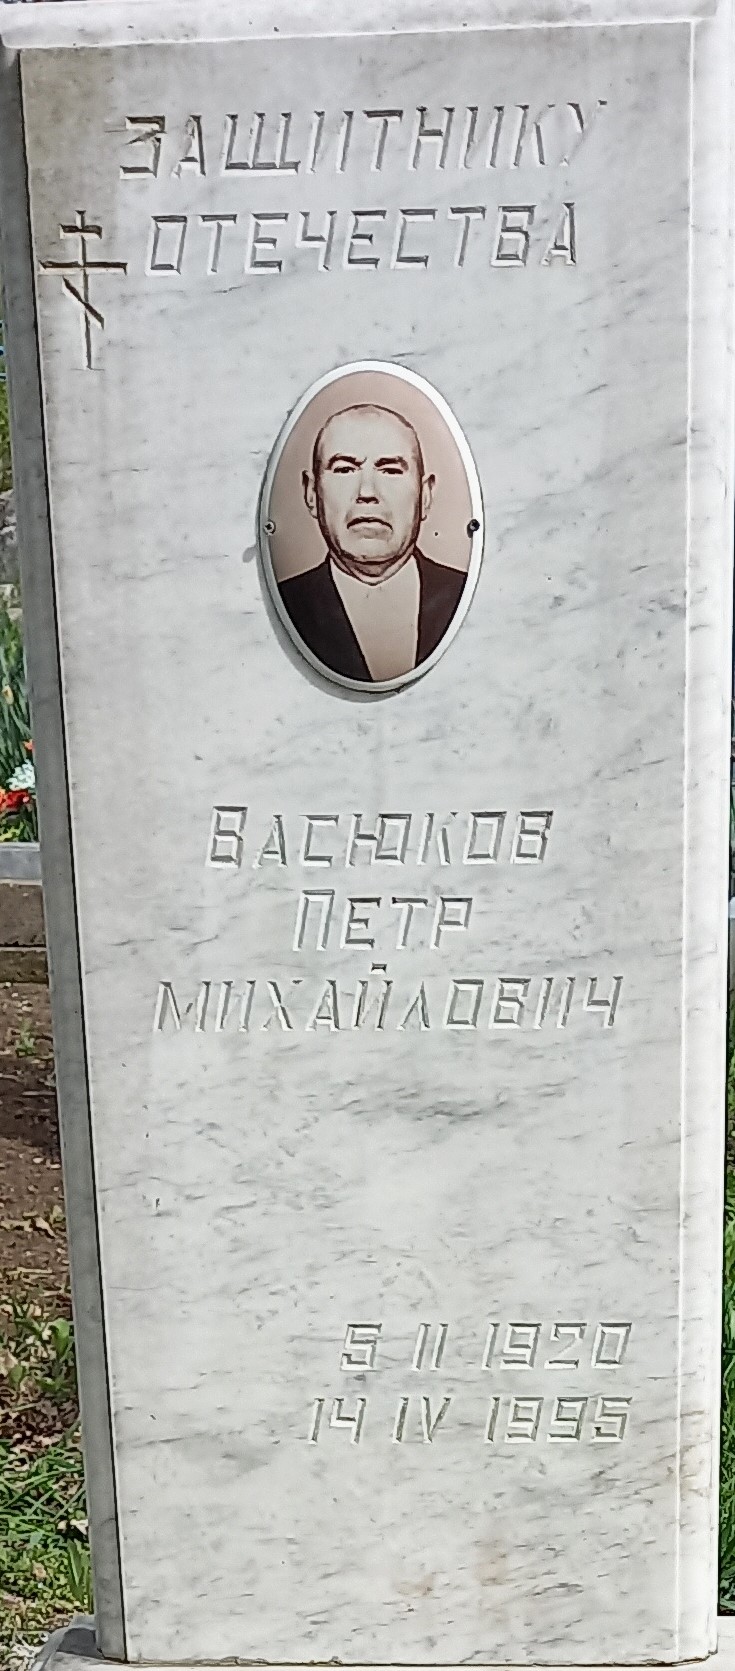 ЗАЩИТНИКУ
ОТЕЧЕСТВА
ВАСЮКОВ
ПЕТР
МИХАЙЛОВИЧ
5 II 1920
14 IV 1995